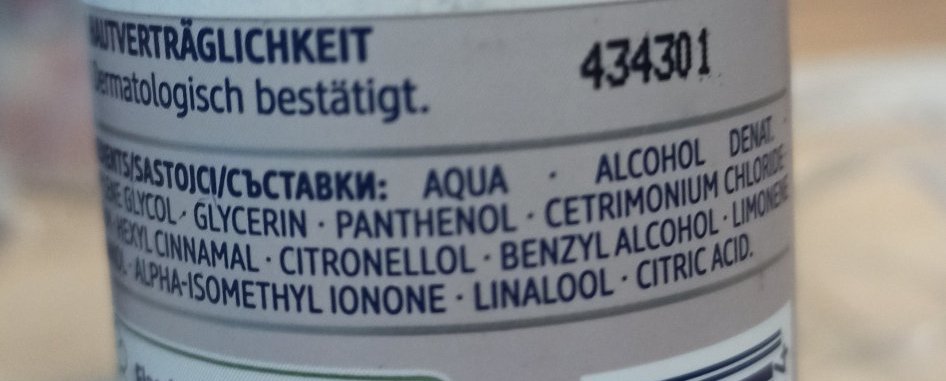 HAUTVERTRÄGLICHKEIT
Dermatologisch bestätigt.
434301
/SASTOJCI/СЪСТАВКИ: AQUA · ALCOHOL DENAT. ·
GLYCOL · GLYCERIN · PANTHENOL · CETRIMONIUM CHLORIDE ·
HEXYL CINNAMAL · CITRONELLOL · BENZYL ALCOHOL · LIMONENE
· ALPHA-ISOMETHYL IONONE · LINALOOL · CITRIC ACID.